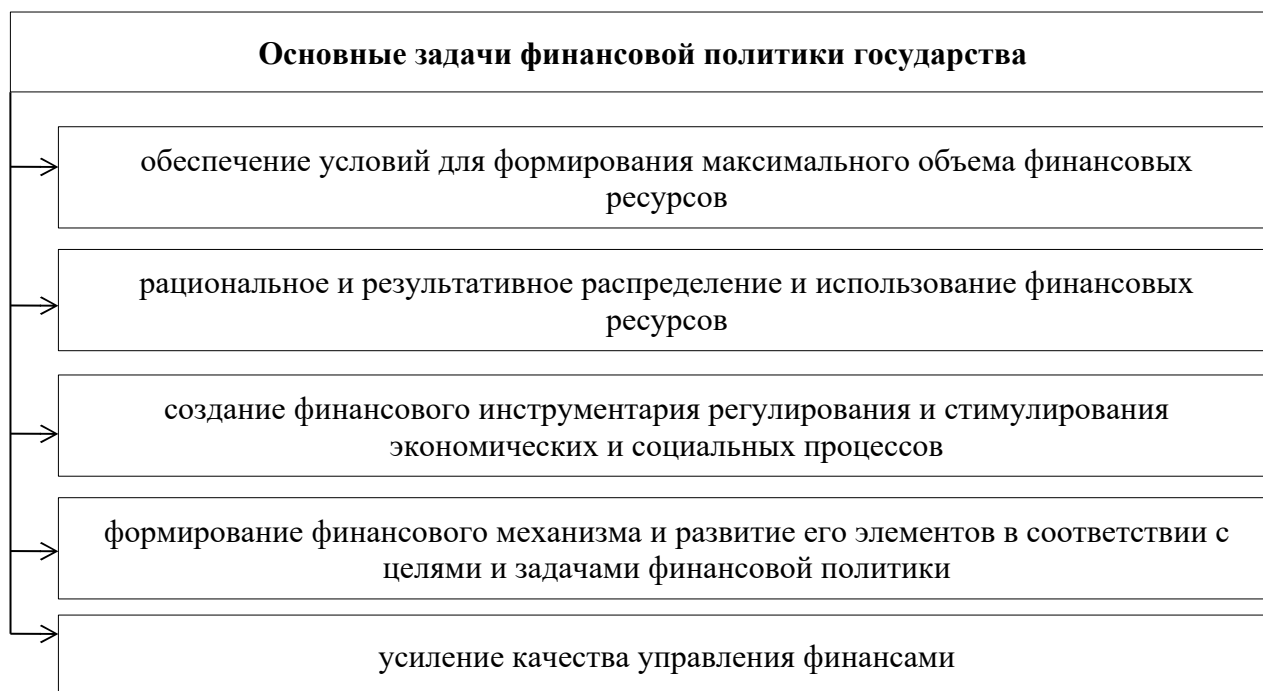 Основные задачи финансовой политики государства
обеспечение условий для формирования максимального объема финансовых
ресурсов
рациональное и результативное распределение и использование финансовых
ресурсов
создание финансового инструментария регулирования и стимулирования
экономических и социальных процессов
формирование финансового механизма и развитие его элементов в соответствии с
целями и задачами финансовой политики
усиление качества управления финансами